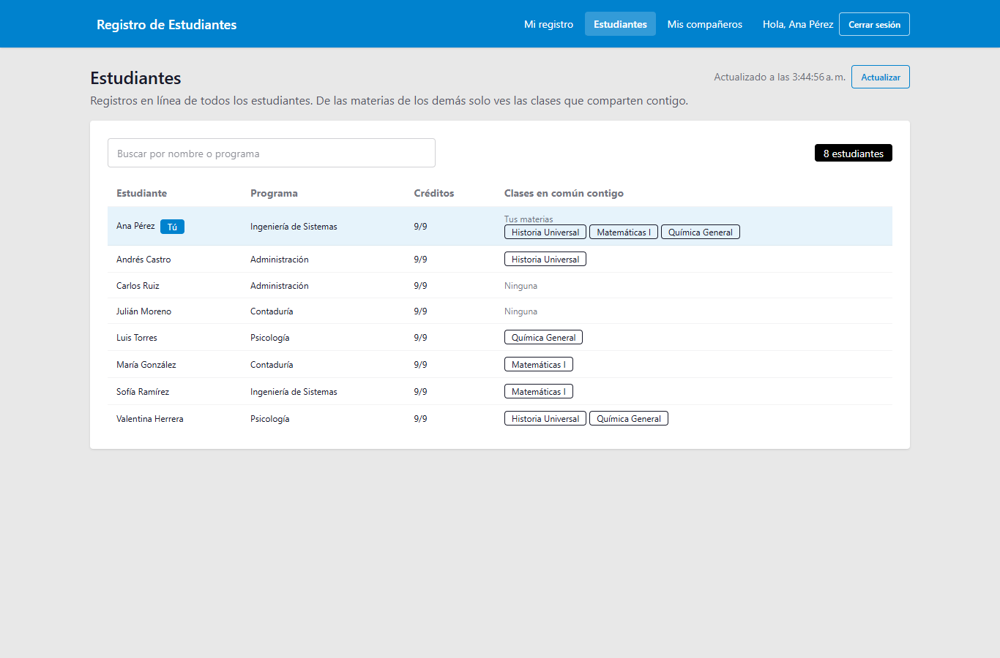 Registro de Estudiantes Mi registro Estudiantes Mis compañeros Hola, Ana Pérez Cerrar sesión
Estudiantes Actualizado a las 3:44:56 a. m. Actualizar
Registros en línea de todos los estudiantes. De las materias de los demás solo ves las clases que comparten contigo.
Buscar por nombre o programa 8 estudiantes
Estudiante Programa Créditos Clases en común contigo
Tus materias
Ana Pérez Tú Ingeniería de Sistemas 9/9 Historia Universal Matemáticas I Química General
Andrés Castro Administración 9/9 Historia Universal
Carlos Ruiz Administración 9/9 Ninguna
Julián Moreno Contaduría 9/9 Ninguna
Luis Torres Psicología 9/9 Química General
María González Contaduría 9/9 Matemáticas I
Sofía Ramírez Ingeniería de Sistemas 9/9 Matemáticas I
Valentina Herrera Psicología 9/9 Historia Universal Química General